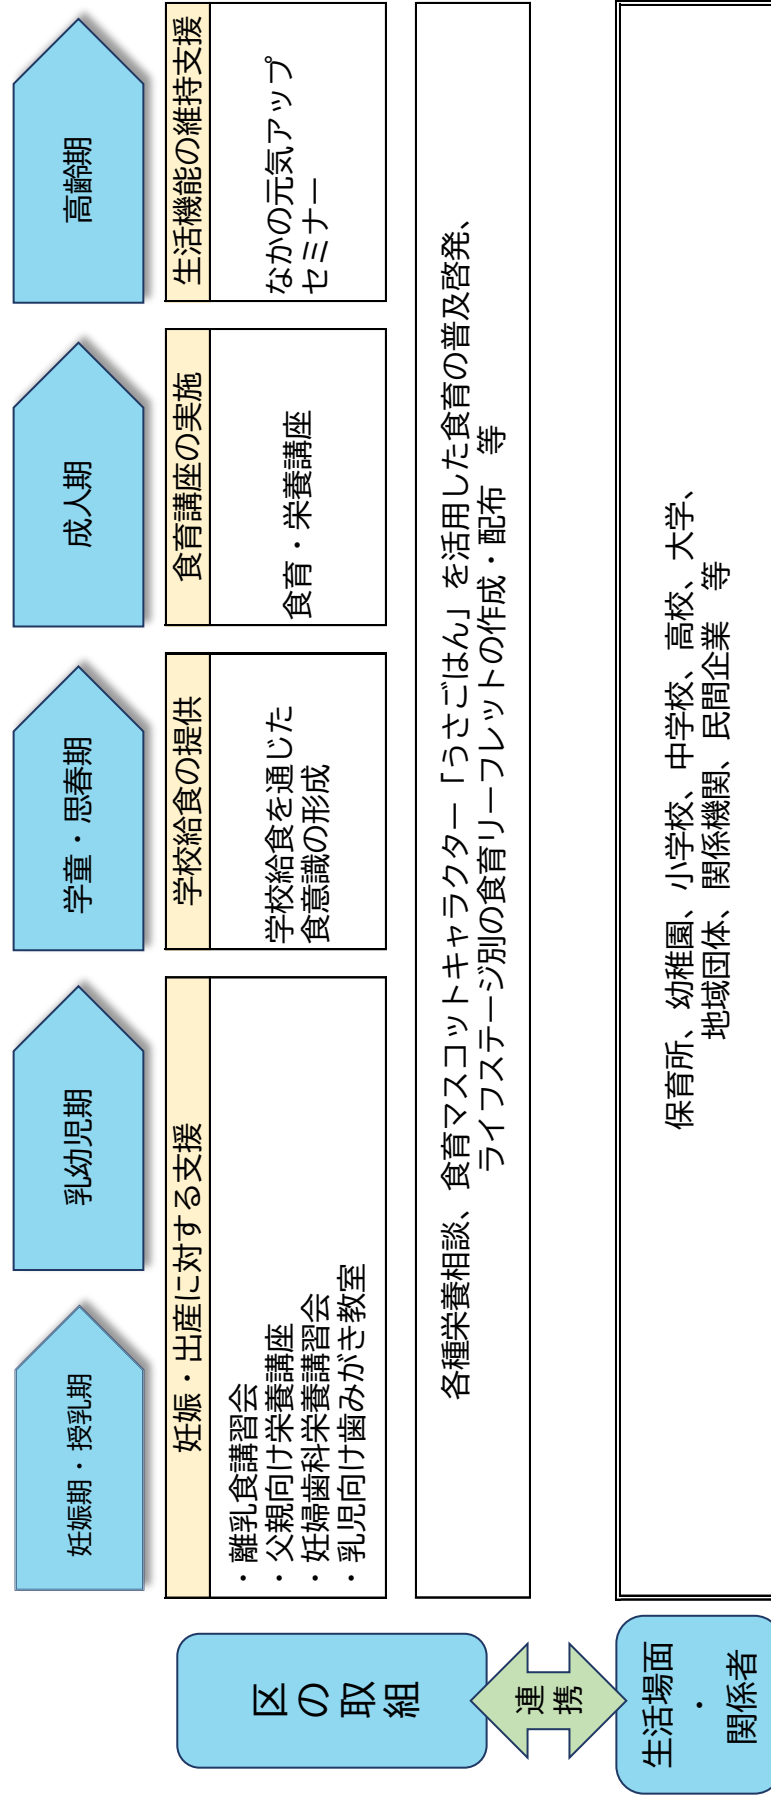 妊娠期・授乳期
乳幼児期
学童・思春期
成人期
高齢期
区の取組
妊娠・出産に対する支援
・離乳食講習会
・父親向け栄養講座
・妊婦歯科栄養講習会
・乳児向け歯みがき教室
学校給食の提供
学校給食を通じた
食意識の形成
食育講座の実施
食育・栄養講座
生活機能の維持支援
なかの元気アップ
セミナー
各種栄養相談、食育マスコットキャラクター「うさごはん」を活用した食育の普及啓発、
ライフステージ別の食育リーフレットの作成・配布　等
連携
生活場面
・
関係者
保育所、幼稚園、小学校、中学校、高校、大学、
地域団体、関係機関、民間企業　等